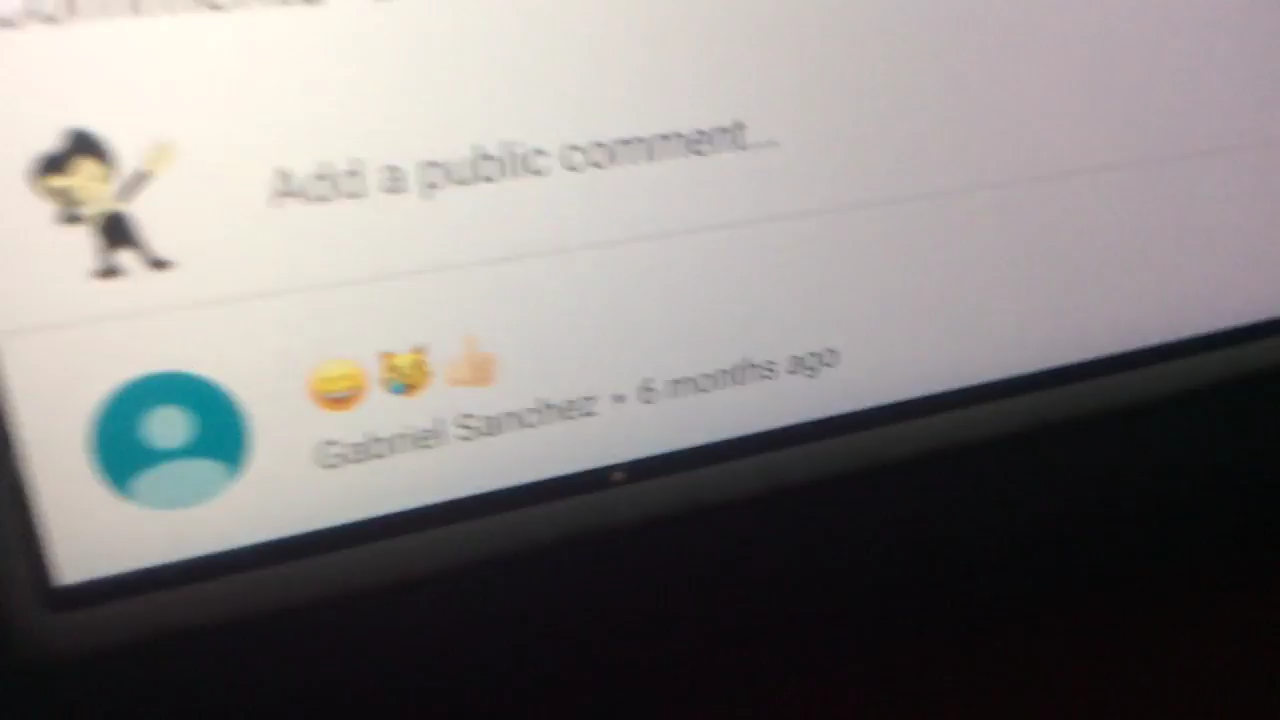 Add a public comment...
😄 😹 👍
Gabriel Sanchez • 6 months ago